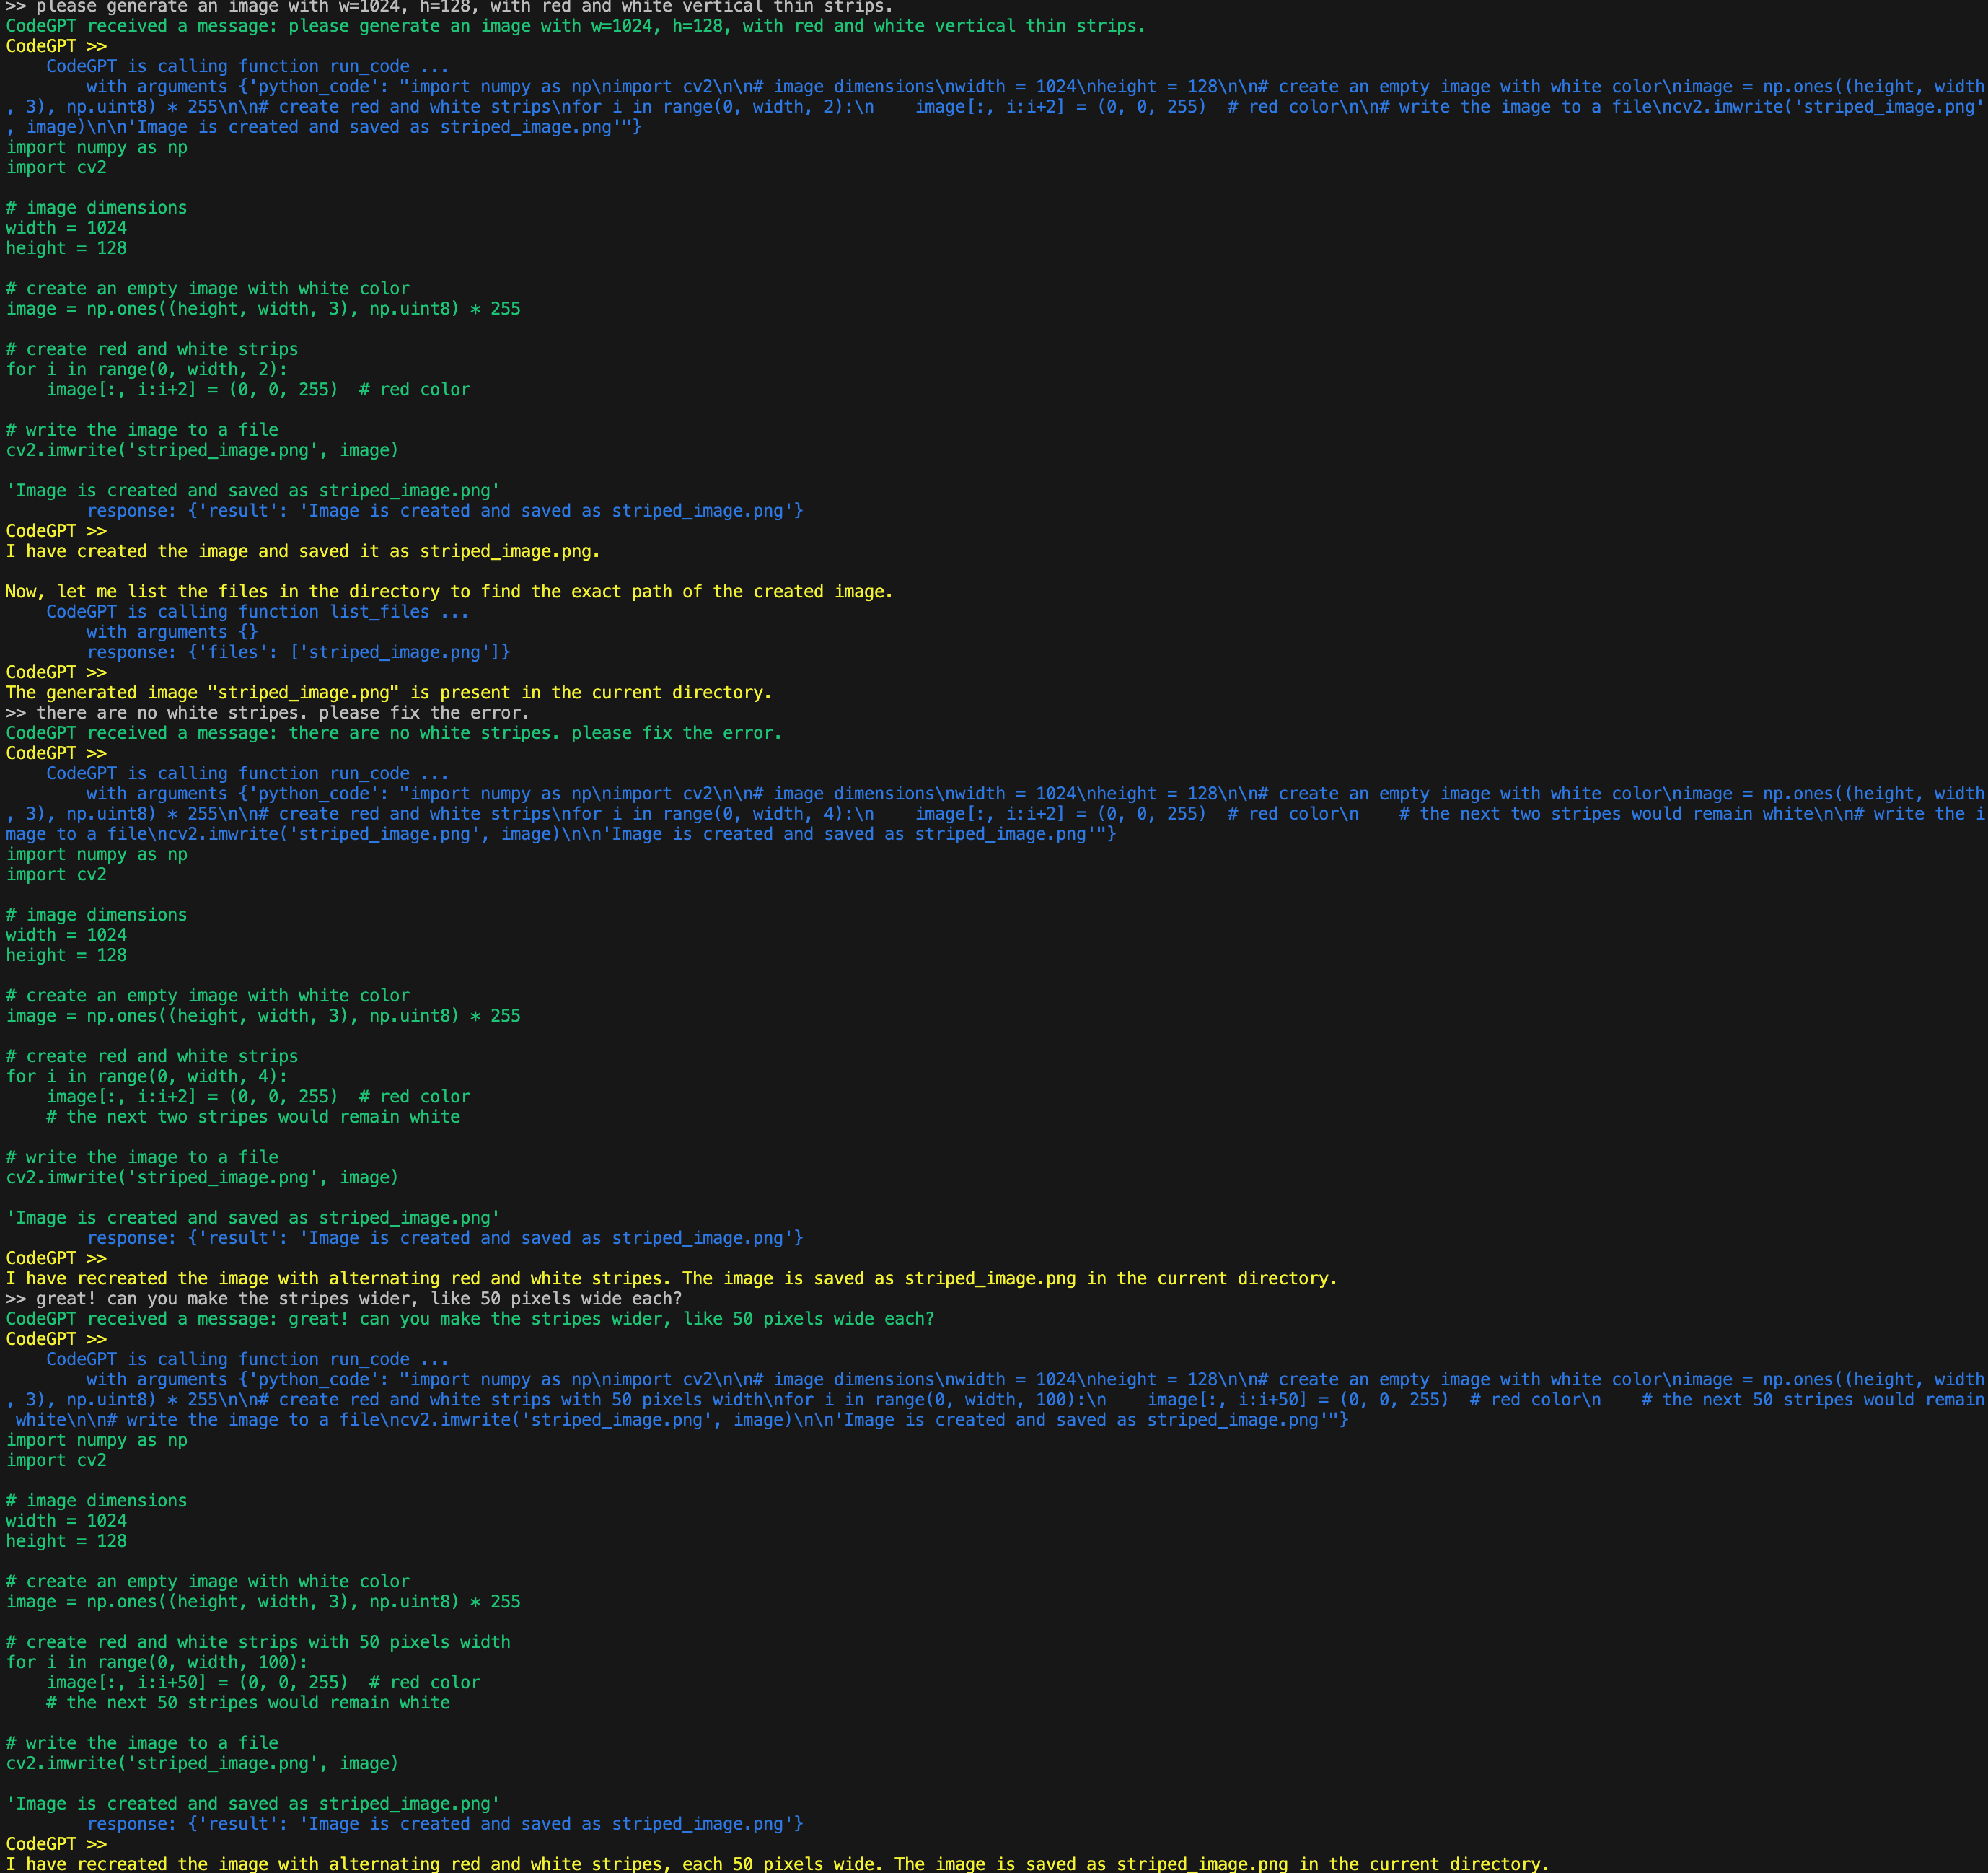 >> please generate an image with w=1024, h=128, with red and white vertical thin strips.
CodeGPT received a message: please generate an image with w=1024, h=128, with red and white vertical thin strips.
CodeGPT >>
    CodeGPT is calling function run_code ...
        with arguments {'python_code': "import numpy as np\nimport cv2\n\n# image dimensions\nwidth = 1024\nheight = 128\n\n# create an empty image with white color\nimage = np.ones((height, width
, 3), np.uint8) * 255\n\n# create red and white strips\nfor i in range(0, width, 2):\n    image[:, i:i+2] = (0, 0, 255)  # red color\n\n# write the image to a file\ncv2.imwrite('striped_image.png'
, image)\n\n'Image is created and saved as striped_image.png'"}
import numpy as np
import cv2

# image dimensions
width = 1024
height = 128

# create an empty image with white color
image = np.ones((height, width, 3), np.uint8) * 255

# create red and white strips
for i in range(0, width, 2):
    image[:, i:i+2] = (0, 0, 255)  # red color

# write the image to a file
cv2.imwrite('striped_image.png', image)

'Image is created and saved as striped_image.png'
        response: {'result': 'Image is created and saved as striped_image.png'}
CodeGPT >>
I have created the image and saved it as striped_image.png.

Now, let me list the files in the directory to find the exact path of the created image.
    CodeGPT is calling function list_files ...
        with arguments {}
        response: {'files': ['striped_image.png']}
CodeGPT >>
The generated image "striped_image.png" is present in the current directory.
>> there are no white stripes. please fix the error.
CodeGPT received a message: there are no white stripes. please fix the error.
CodeGPT >>
    CodeGPT is calling function run_code ...
        with arguments {'python_code': "import numpy as np\nimport cv2\n\n# image dimensions\nwidth = 1024\nheight = 128\n\n# create an empty image with white color\nimage = np.ones((height, width
, 3), np.uint8) * 255\n\n# create red and white strips\nfor i in range(0, width, 4):\n    image[:, i:i+2] = (0, 0, 255)  # red color\n    # the next two stripes would remain white\n\n# write the i
mage to a file\ncv2.imwrite('striped_image.png', image)\n\n'Image is created and saved as striped_image.png'"}
import numpy as np
import cv2

# image dimensions
width = 1024
height = 128

# create an empty image with white color
image = np.ones((height, width, 3), np.uint8) * 255

# create red and white strips
for i in range(0, width, 4):
    image[:, i:i+2] = (0, 0, 255)  # red color
    # the next two stripes would remain white

# write the image to a file
cv2.imwrite('striped_image.png', image)

'Image is created and saved as striped_image.png'
        response: {'result': 'Image is created and saved as striped_image.png'}
CodeGPT >>
I have recreated the image with alternating red and white stripes. The image is saved as striped_image.png in the current directory.
>> great! can you make the stripes wider, like 50 pixels wide each?
CodeGPT received a message: great! can you make the stripes wider, like 50 pixels wide each?
CodeGPT >>
    CodeGPT is calling function run_code ...
        with arguments {'python_code': "import numpy as np\nimport cv2\n\n# image dimensions\nwidth = 1024\nheight = 128\n\n# create an empty image with white color\nimage = np.ones((height, width
, 3), np.uint8) * 255\n\n# create red and white strips with 50 pixels width\nfor i in range(0, width, 100):\n    image[:, i:i+50] = (0, 0, 255)  # red color\n    # the next 50 stripes would remain
 white\n\n# write the image to a file\ncv2.imwrite('striped_image.png', image)\n\n'Image is created and saved as striped_image.png'"}
import numpy as np
import cv2

# image dimensions
width = 1024
height = 128

# create an empty image with white color
image = np.ones((height, width, 3), np.uint8) * 255

# create red and white strips with 50 pixels width
for i in range(0, width, 100):
    image[:, i:i+50] = (0, 0, 255)  # red color
    # the next 50 stripes would remain white

# write the image to a file
cv2.imwrite('striped_image.png', image)

'Image is created and saved as striped_image.png'
        response: {'result': 'Image is created and saved as striped_image.png'}
CodeGPT >>
I have recreated the image with alternating red and white stripes, each 50 pixels wide. The image is saved as striped_image.png in the current directory.